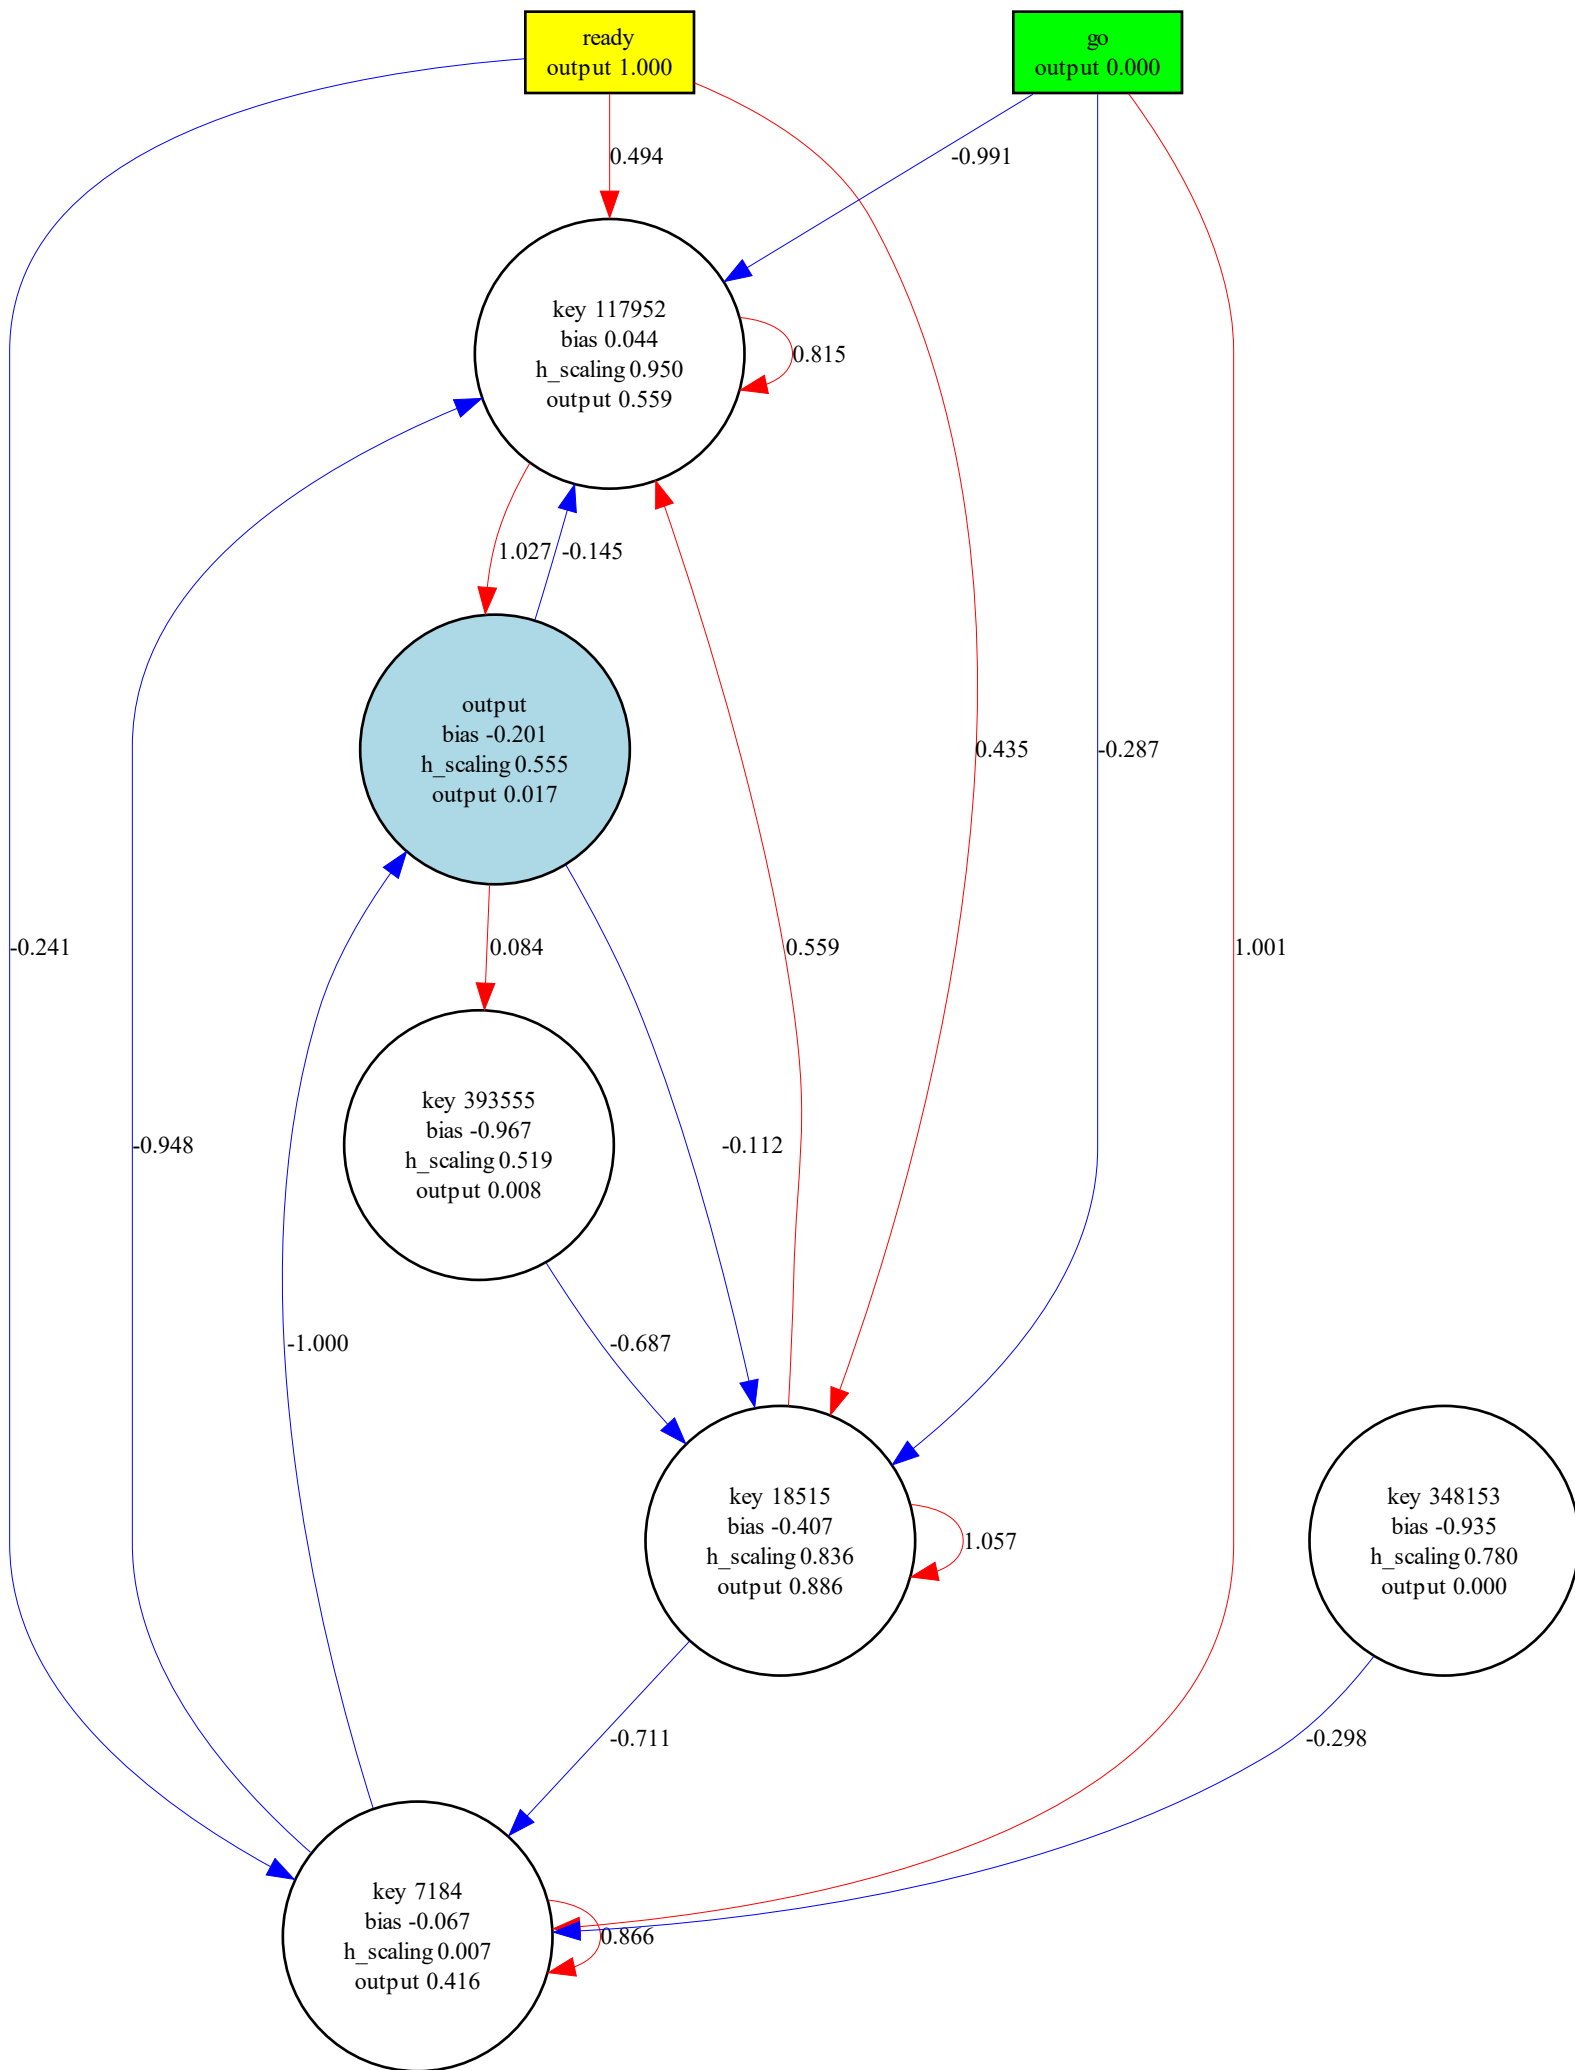 ready
output 1.000
go
output 0.000
0.494
-0.991
key 117952
bias 0.044
h_scaling 0.950
output 0.559
0.815
1.027
-0.145
output
bias -0.201
h_scaling 0.555
output 0.017
0.435
-0.287
-0.241
0.084
0.559
1.001
key 393555
bias -0.967
h_scaling 0.519
output 0.008
-0.948
-0.112
-1.000
-0.687
key 18515
bias -0.407
h_scaling 0.836
output 0.886
1.057
key 348153
bias -0.935
h_scaling 0.780
output 0.000
-0.711
-0.298
key 7184
bias -0.067
h_scaling 0.007
output 0.416
0.866